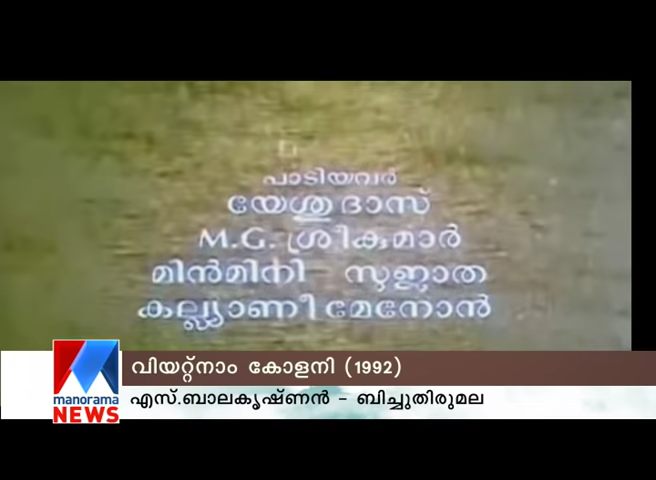 പാടിയവർ
യേശുദാസ്
M.G. ശ്രീകുമാർ
മിൻമിനി സുജാത
കല്ല്യാണീ മേനോൻ
വിയറ്റ്നാം കോളനി (1992)
എസ്.ബാലകൃഷ്ണൻ - ബിച്ചുതിരുമല
manorama
NEWS